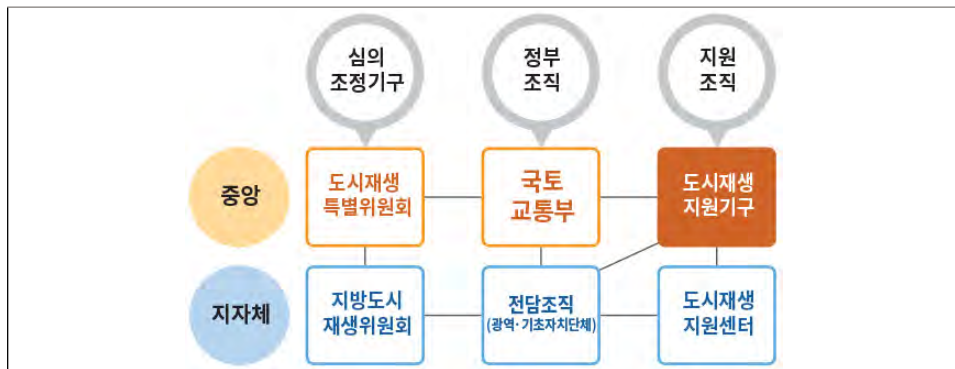 심의
조정기구
정부
조직
지원
조직
중앙
도시재생
특별위원회
국토
교통부
도시재생
지원기구
지자체
지방도시
재생위원회
전담조직
(광역·기초자치단체)
도시재생
지원센터